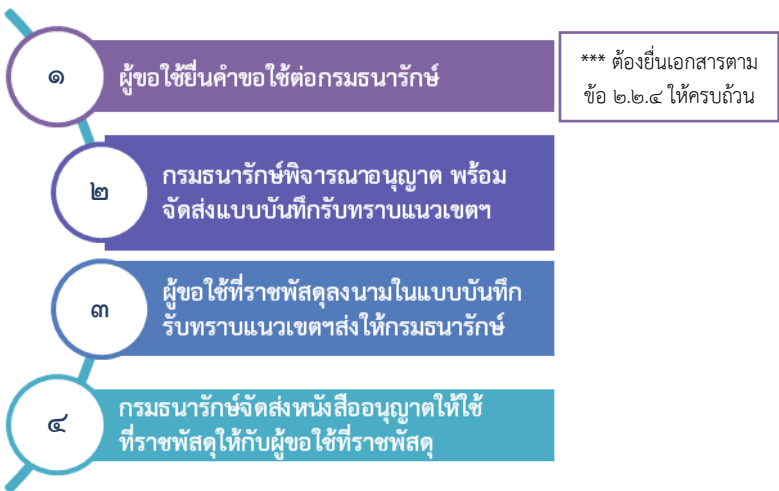 ๑
ผู้ขอใช้ยื่นคำขอใช้ต่อกรมธนารักษ์
*** ต้องยื่นเอกสารตาม
ข้อ ๒.๒.๔ ให้ครบถ้วน
๒
กรมธนารักษ์พิจารณาอนุญาต พร้อม
จัดส่งแบบบันทึกรับทราบแนวเขตฯ
๓
ผู้ขอใช้ที่ราชพัสดุลงนามในแบบบันทึก
รับทราบแนวเขตฯส่งให้กรมธนารักษ์
๔
กรมธนารักษ์จัดส่งหนังสืออนุญาตให้ใช้
ที่ราชพัสดุให้กับผู้ขอใช้ที่ราชพัสดุ